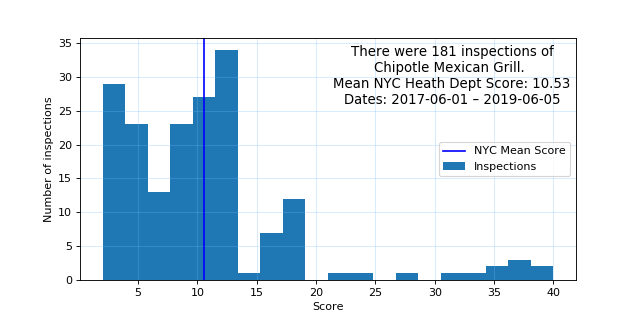 There were 181 inspections of
Chipotle Mexican Grill.
Mean NYC Heath Dept Score: 10.53
Dates: 2017-06-01 – 2019-06-05
NYC Mean Score
Inspections
Number of inspections
35
30
25
20
15
10
5
0
5 10 15 20 25 30 35 40
Score